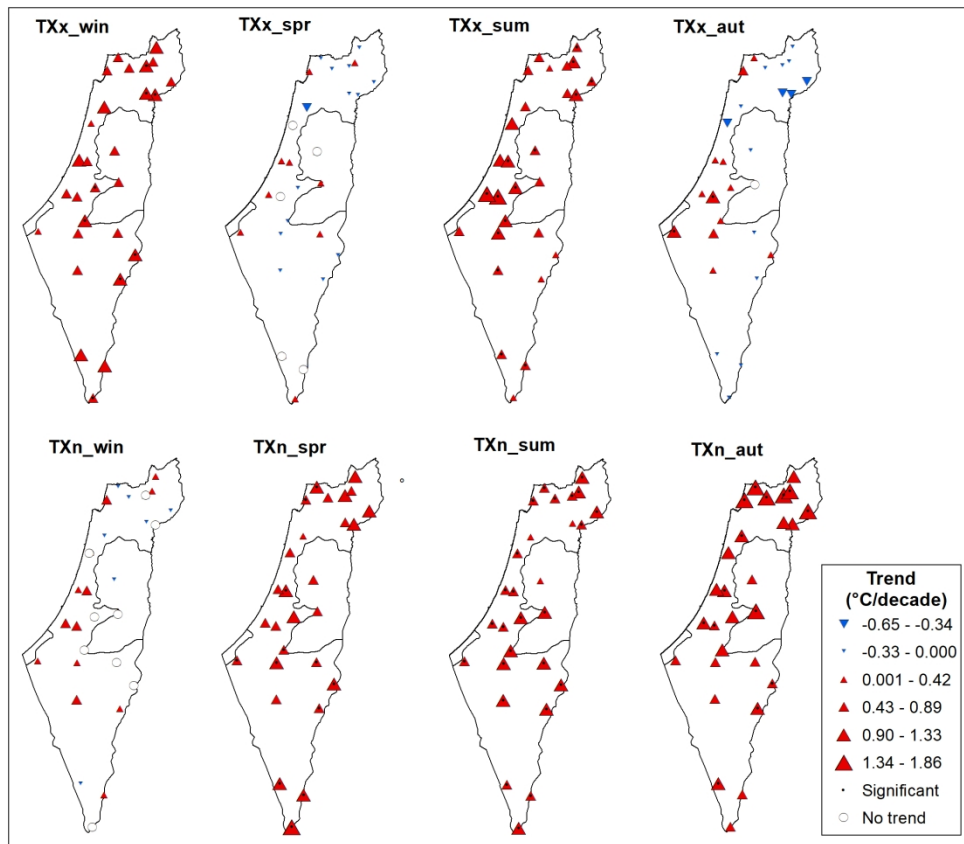 TXx_win
TXx_spr
TXx_sum
TXx_aut
TXn_win
TXn_spr
TXn_sum
TXn_aut
Trend
(°C/decade)
-0.65 - -0.34
-0.33 - 0.000
0.001 - 0.42
0.43 - 0.89
0.90 - 1.33
1.34 - 1.86
Significant
No trend